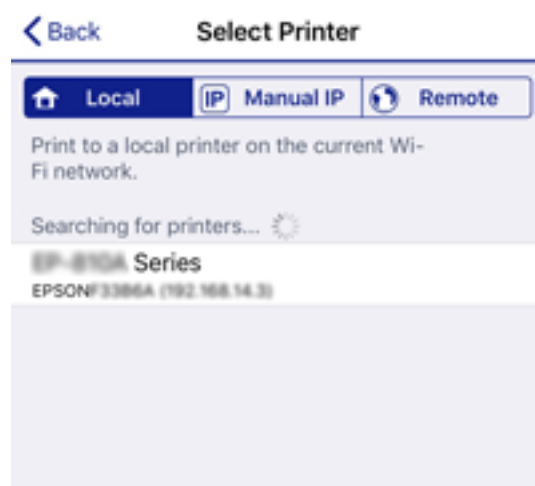 Back Select Printer
Local IP Manual IP Remote
Print to a local printer on the current Wi-
Fi network.
Searching for printers...
Series
EPSON